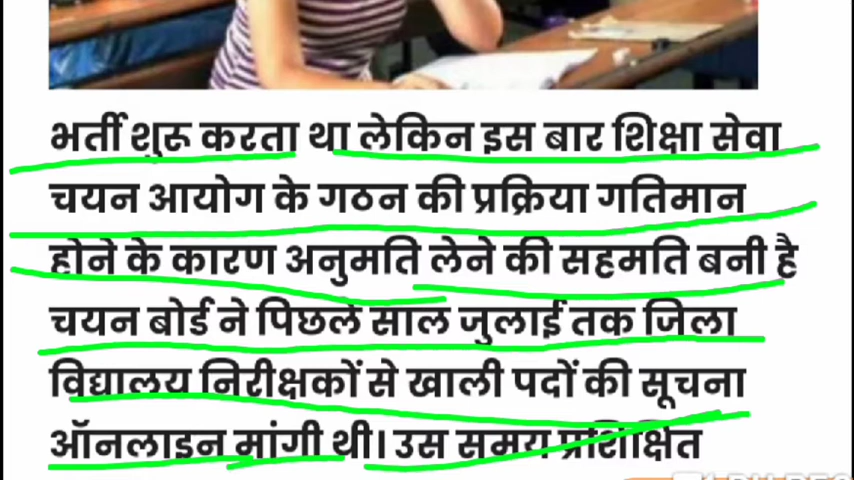 भर्ती शुरू करता था लेकिन इस बार शिक्षा सेवा
चयन आयोग के गठन की प्रक्रिया गतिमान
होने के कारण अनुमति लेने की सहमति बनी है
चयन बोर्ड ने पिछले साल जुलाई तक जिला
विद्यालय निरीक्षकों से खाली पदों की सूचना
ऑनलाइन मांगी थी। उस समय प्रशिक्षित